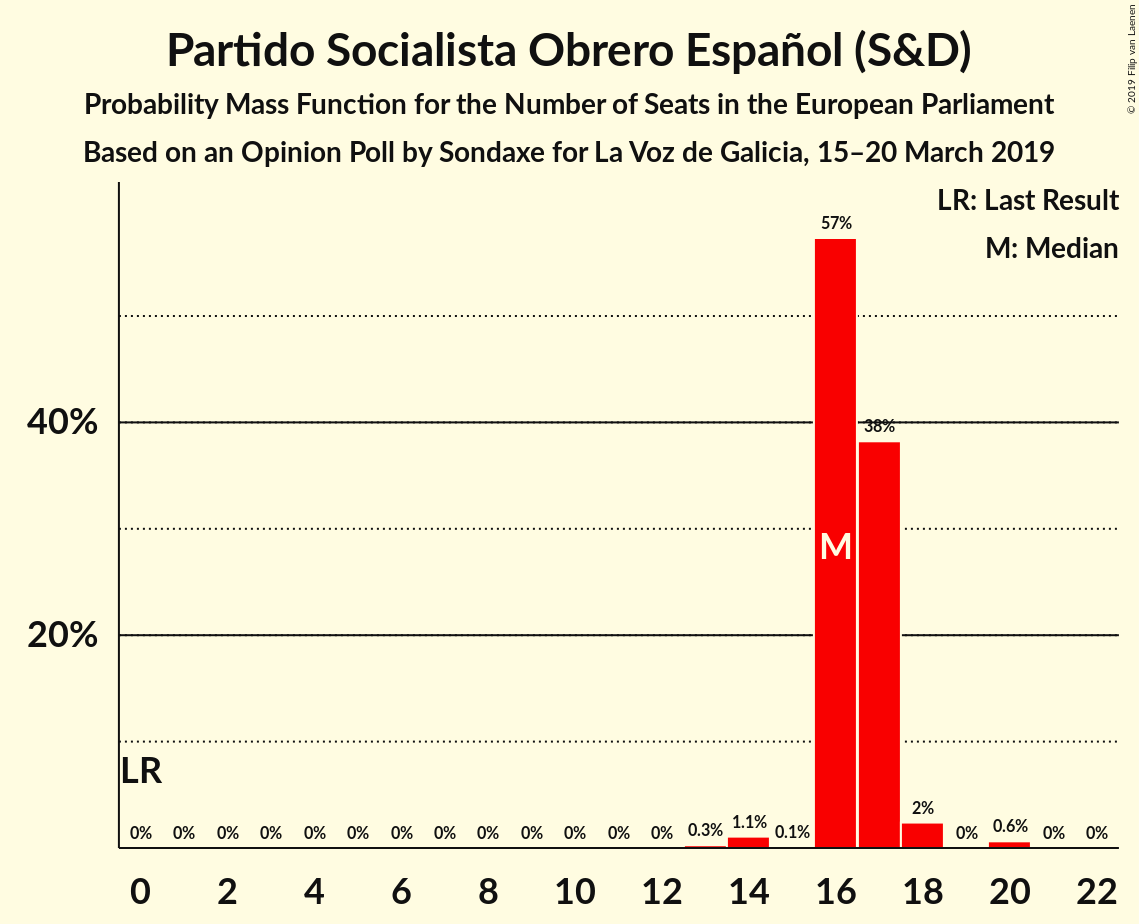 Partido Socialista Obrero Español (S&D)
Probability Mass Function for the Number of Seats in the European Parliament
Based on an Opinion Poll by Sondaxe for La Voz de Galicia, 15–20 March 2019
© 2019 Filip van Laenen
LR: Last Result
M: Median
57%
40%
38%
M
20%
LR
0% 0% 0% 0% 0% 0% 0% 0% 0% 0% 0% 0% 0% 0.3% 1.1% 0.1% 2% 0% 0.6% 0% 0%
0 2 4 6 8 10 12 14 16 18 20 22